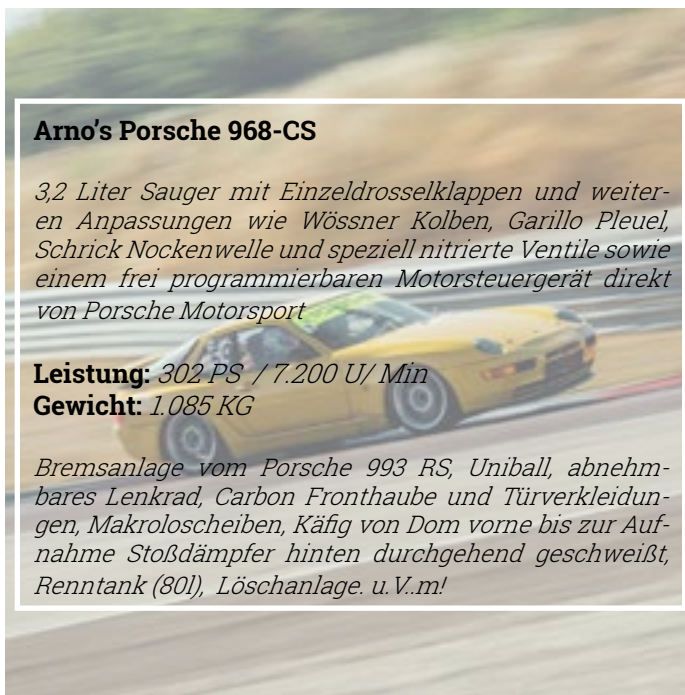 Arno's Porsche 968-CS
3,2 Liter Sauger mit Einzeldrosselklappen und weiter-
en Anpassungen wie Wössner Kolben, Garillo Pleuel,
Schrick Nockenwelle und speziell nitrierte Ventile sowie
einem frei programmierbaren Motorsteuergerät direkt
von Porsche Motorsport
Leistung: 302 PS / 7.200 U/ Min
Gewicht: 1.085 KG
Bremsanlage vom Porsche 993 RS, Uniball, abnehm-
bares Lenkrad, Carbon Fronthaube und Türverkleidun-
gen, Makroloscheiben, Käfig von Dom vorne bis zur Auf-
nahme Stoßdämpfer hinten durchgehend geschweißt,
Renntank (80l), Löschanlage. u.V..m!